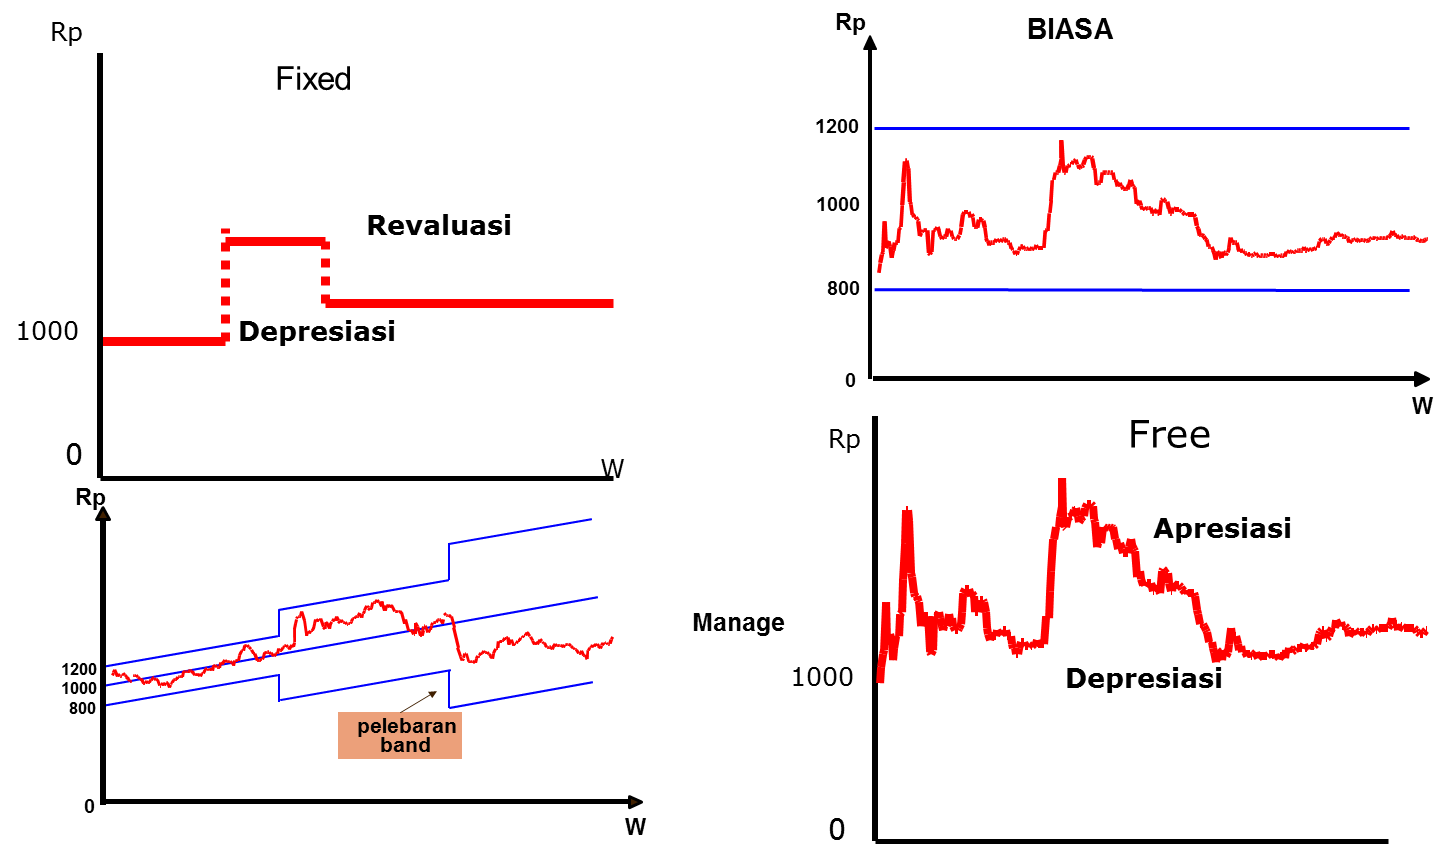 Rp
Fixed
Revaluasi
Depresiasi
1000
0
W
Rp
BIASA
1200
1000
800
0
W
Rp
1200
1000
800
pelebaran
band
0
W
Manage
Rp
Free
Apresiasi
1000
Depresiasi
0